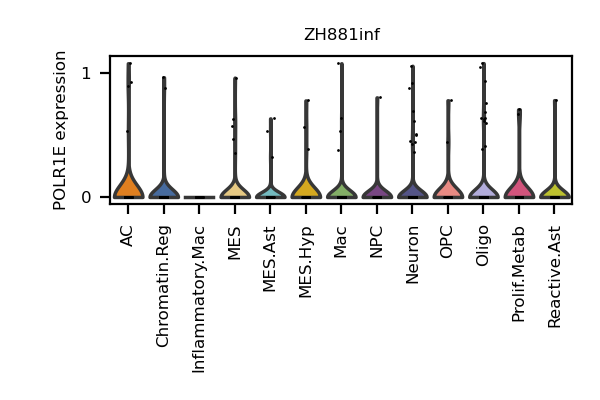 ZH881inf
POLR1E expression
1
0
AC
Chromatin.Reg
Inflammatory.Mac
MES
MES.Ast
MES.Hyp
Mac
NPC
Neuron
OPC
Oligo
Prolif.Metab
Reactive.Ast